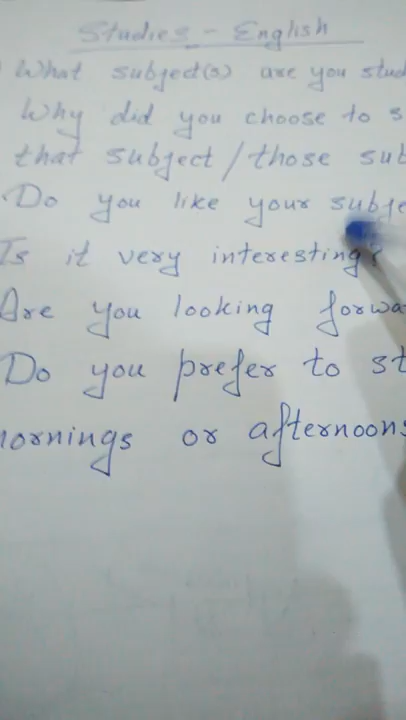 Studies - English
What subject(s) are you stud
Why did you choose to s
that subject/those sub
Do you like your subje
Is it very interesting?
Are you looking forwa
Do you prefer to st
mornings or afternoons